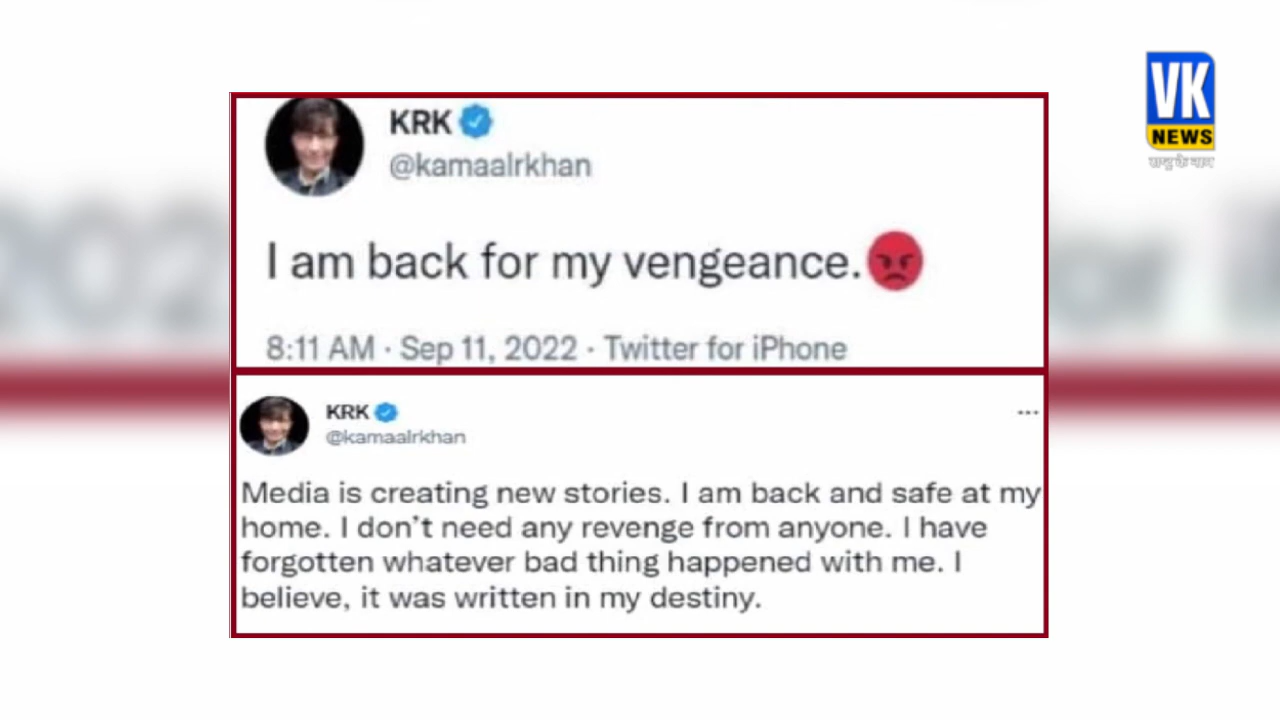 VK
NEWS
KRK
@kamaalrkhan
I am back for my vengeance.😡
8:11 AM · Sep 11, 2022 · Twitter for iPhone
KRK
@kamaalrkhan
Media is creating new stories. I am back and safe at my
home. I don't need any revenge from anyone. I have
forgotten whatever bad thing happened with me. I
believe, it was written in my destiny.